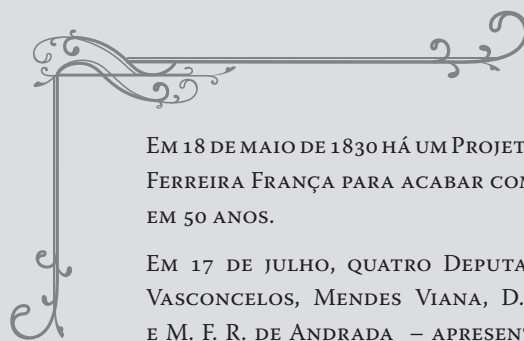 Em 18 de maio de 1830 há um Projet
Ferreira França para acabar com
em 50 anos.
Em 17 de julho, quatro Deputa
Vasconcelos, Mendes Viana, D.
e M. F. R. de Andrada – apresent